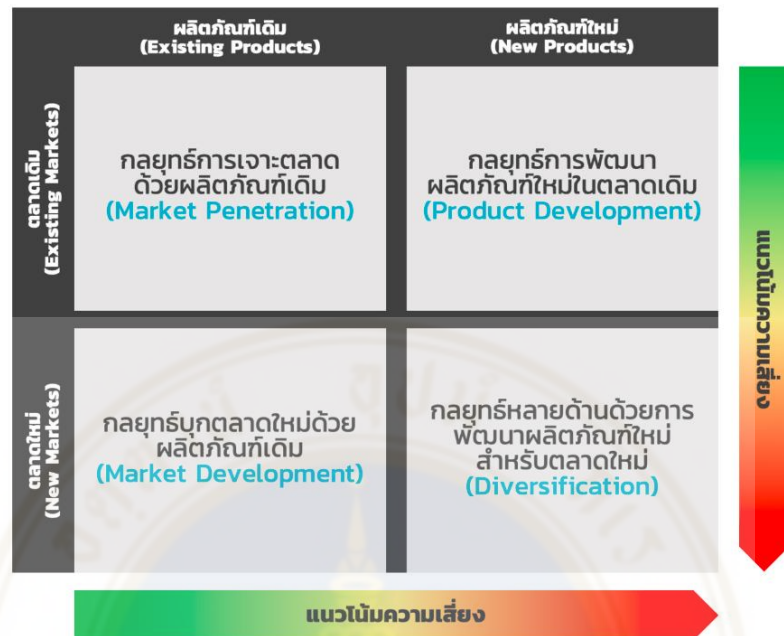 ผลิตภัณฑ์เดิม
(Existing Products)
ผลิตภัณฑ์ใหม่
(New Products)
ตลาดเดิม
(Existing Markets)
กลยุทธ์การเจาะตลาด
ด้วยผลิตภัณฑ์เดิม
(Market Penetration)
กลยุทธ์การพัฒนา
ผลิตภัณฑ์ใหม่ในตลาดเดิม
(Product Development)
แนวโน้มความเสี่ยง
ตลาดใหม่
(New Markets)
กลยุทธ์บุกตลาดใหม่ด้วย
ผลิตภัณฑ์เดิม
(Market Development)
กลยุทธ์หลายด้านด้วยการ
พัฒนาผลิตภัณฑ์ใหม่
สำหรับตลาดใหม่
(Diversification)
แนวโน้มความเสี่ยง